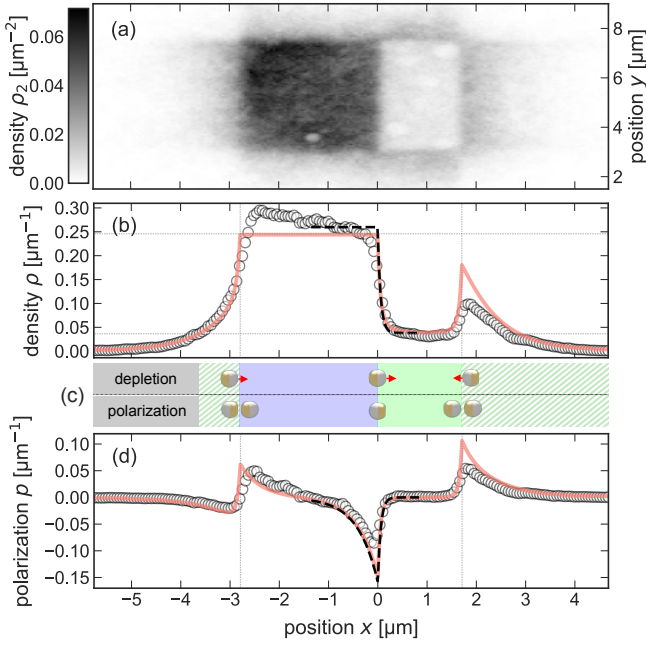 (a)
density ρ₂ [μm⁻²]
0.06
0.04
0.02
0.00
8
6
4
2
position y [μm]
(b)
density ρ [μm⁻¹]
0.30
0.25
0.20
0.15
0.10
0.05
0.00
(c)
depletion
polarization
(d)
polarization p [μm⁻¹]
0.10
0.05
0.00
−0.05
−0.10
−0.15
−5 −4 −3 −2 −1 0 1 2 3 4
position x [μm]